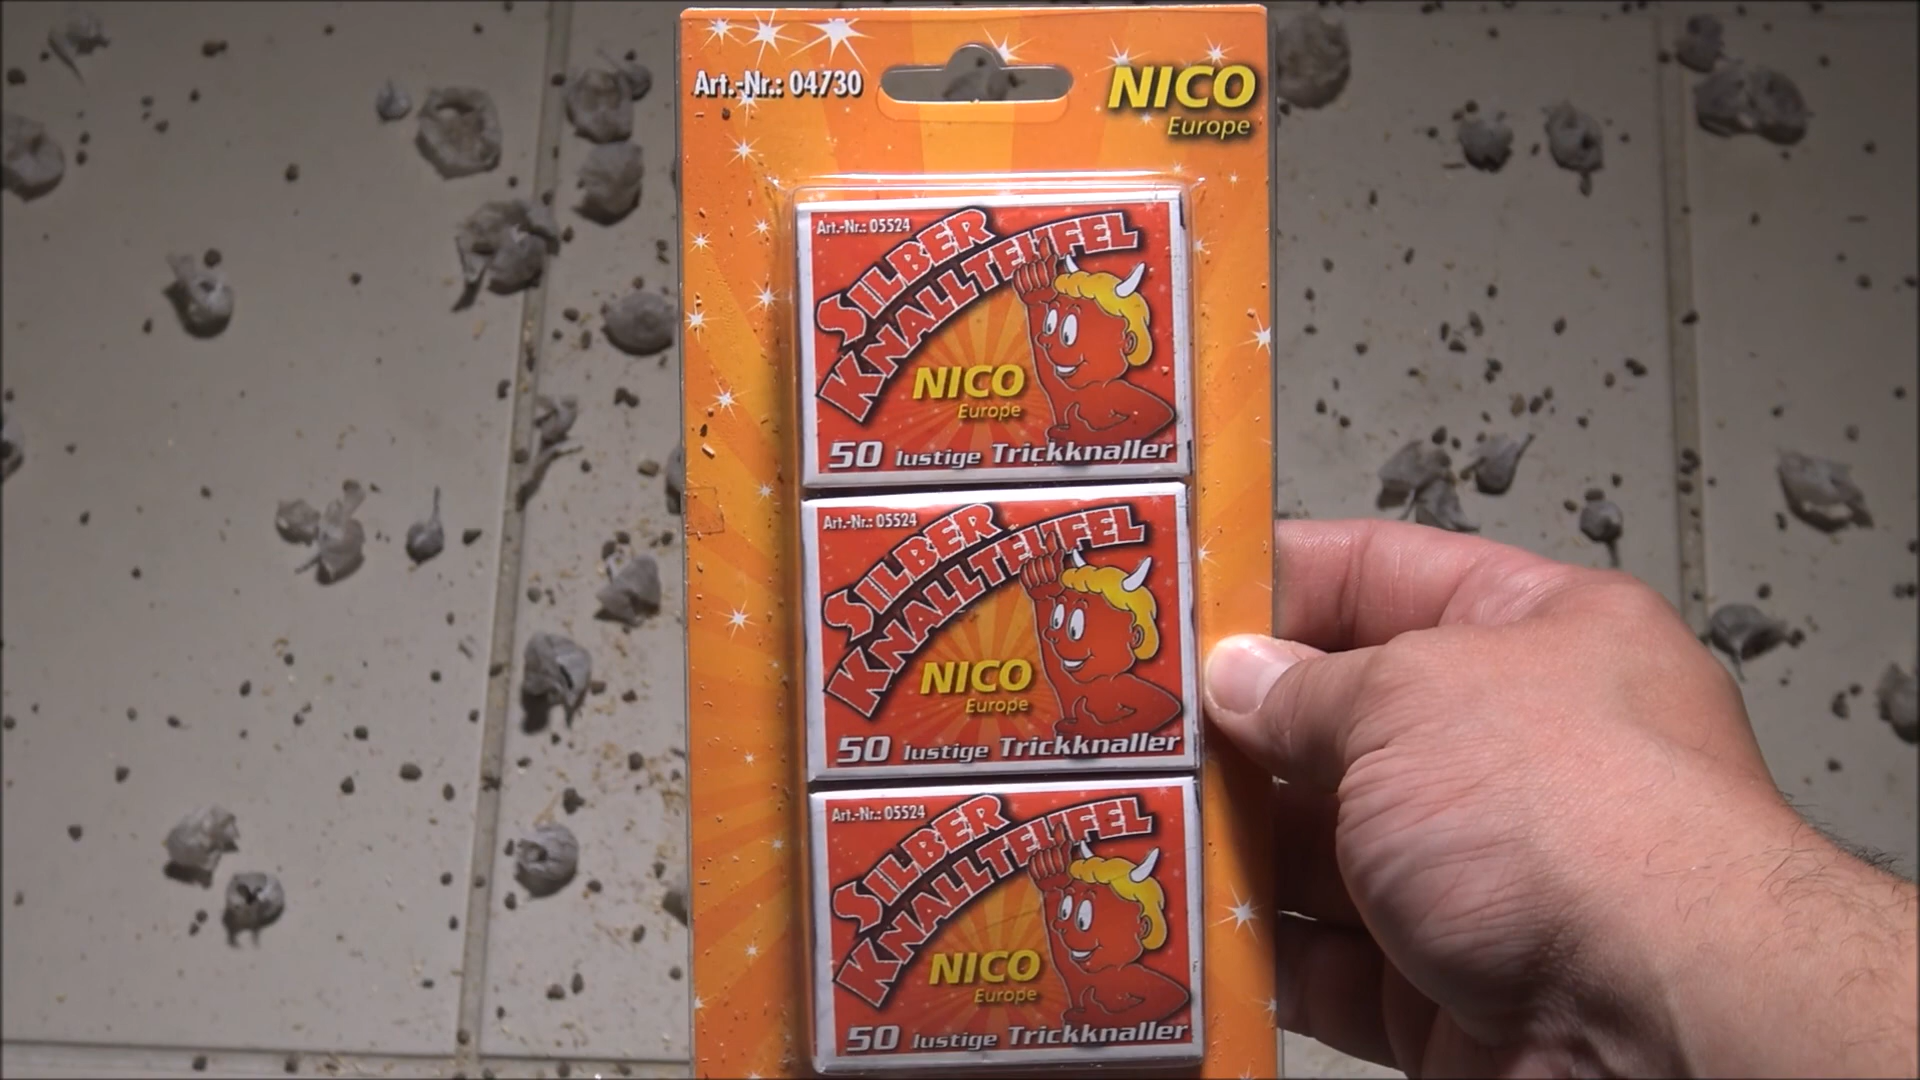 Art.-Nr.: 04730
NICO
Europe
Art.-Nr.: 05524
SILBER
KNALLTEUFEL
NICO
Europe
50 lustige Trickknaller
Art.-Nr.: 05524
SILBER
KNALLTEUFEL
NICO
Europe
50 lustige Trickknaller
Art.-Nr.: 05524
SILBER
KNALLTEUFEL
NICO
Europe
50 lustige Trickknaller